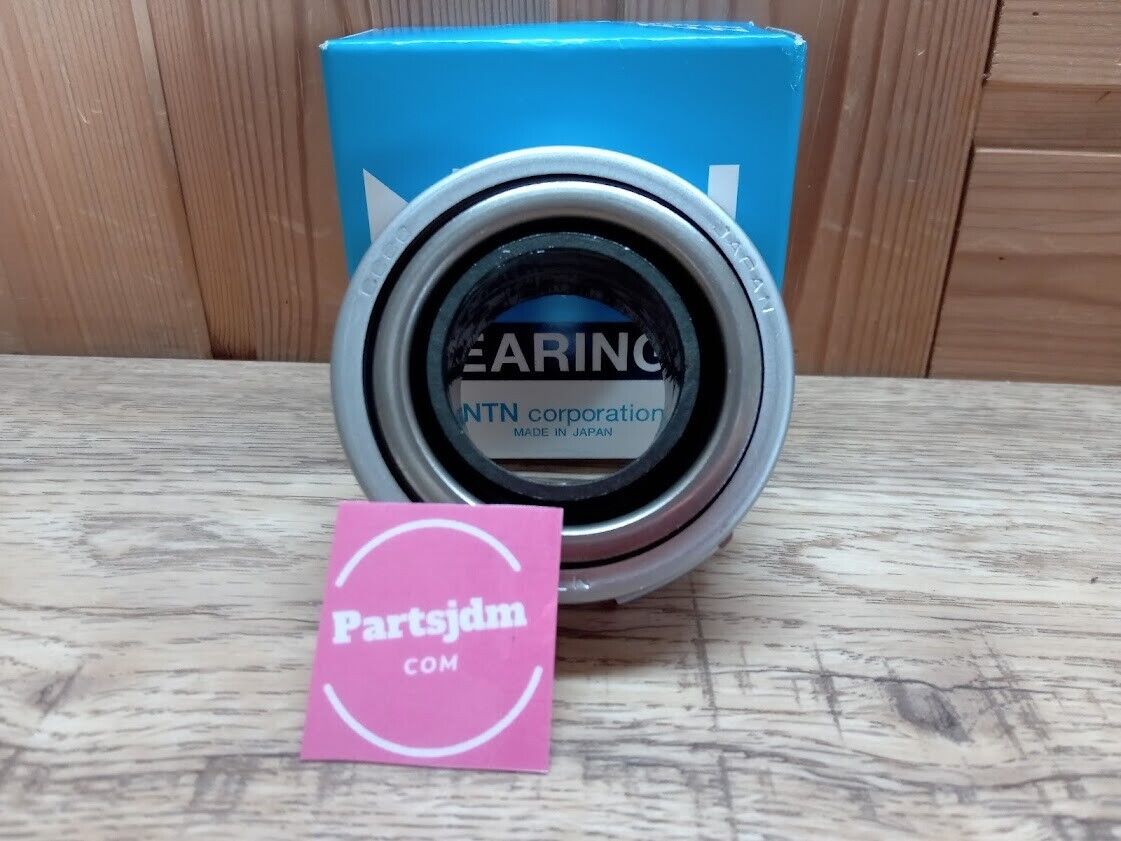 JAPAN
EARING
NTN corporation
MADE IN JAPAN
Partsjdm
COM